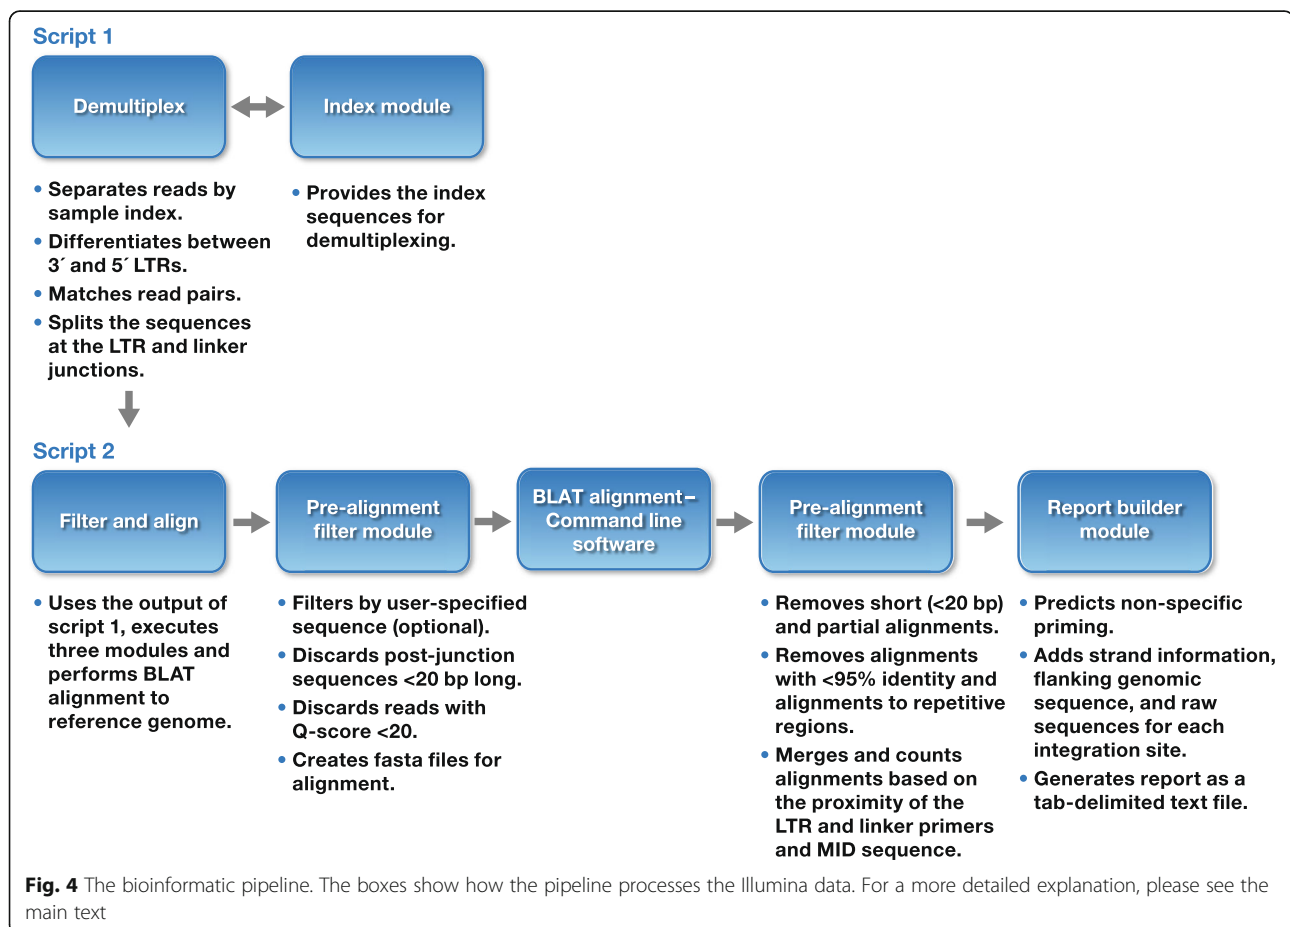 Script 1
Demultiplex
Index module
• Separates reads by
sample index.
• Differentiates between
3´ and 5´ LTRs.
• Matches read pairs.
• Splits the sequences
at the LTR and linker
junctions.
• Provides the index
sequences for
demultiplexing.
Script 2
Filter and align
Pre-alignment
filter module
BLAT alignment–
Command line
software
Pre-alignment
filter module
Report builder
module
• Uses the output of
script 1, executes
three modules and
performs BLAT
alignment to
reference genome.
• Filters by user-specified
sequence (optional).
• Discards post-junction
sequences <20 bp long.
• Discards reads with
Q-score <20.
• Creates fasta files for
alignment.
• Removes short (<20 bp)
and partial alignments.
• Removes alignments
with <95% identity and
alignments to repetitive
regions.
• Merges and counts
alignments based on
the proximity of the
LTR and linker primers
and MID sequence.
• Predicts non-specific
priming.
• Adds strand information,
flanking genomic
sequence, and raw
sequences for each
integration site.
• Generates report as a
tab-delimited text file.
Fig. 4 The bioinformatic pipeline. The boxes show how the pipeline processes the Illumina data. For a more detailed explanation, please see the
main text